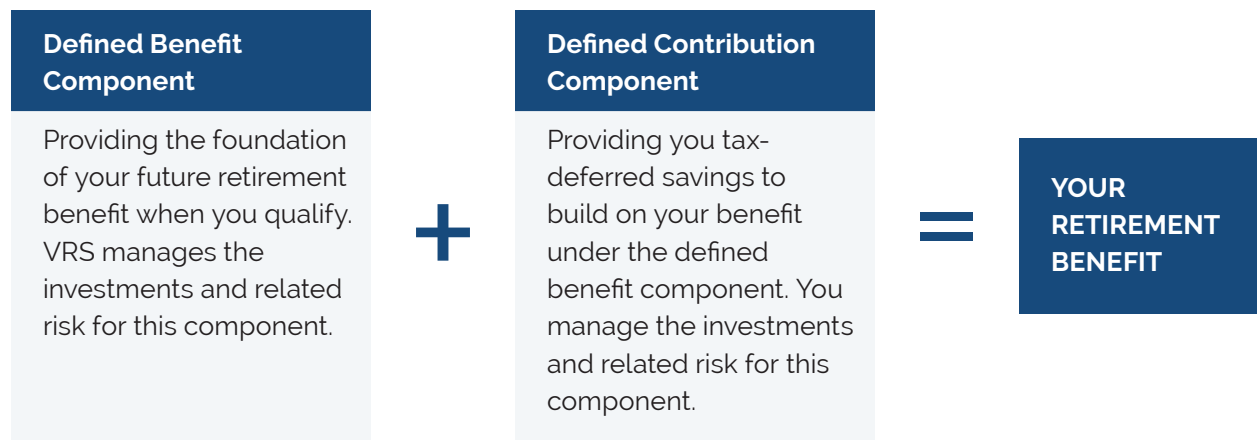 Defined Benefit
Component
Providing the foundation
of your future retirement
benefit when you qualify.
VRS manages the
investments and related
risk for this component.
+
Defined Contribution
Component
Providing you tax-
deferred savings to
build on your benefit
under the defined
benefit component. You
manage the investments
and related risk for this
component.
=
YOUR
RETIREMENT
BENEFIT